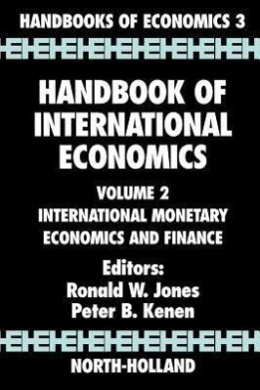 HANDBOOKS OF ECONOMICS 3
HANDBOOK OF
INTERNATIONAL
ECONOMICS
VOLUME 2
INTERNATIONAL MONETARY
ECONOMICS AND FINANCE
Editors:
Ronald W. Jones
Peter B. Kenen
NORTH-HOLLAND